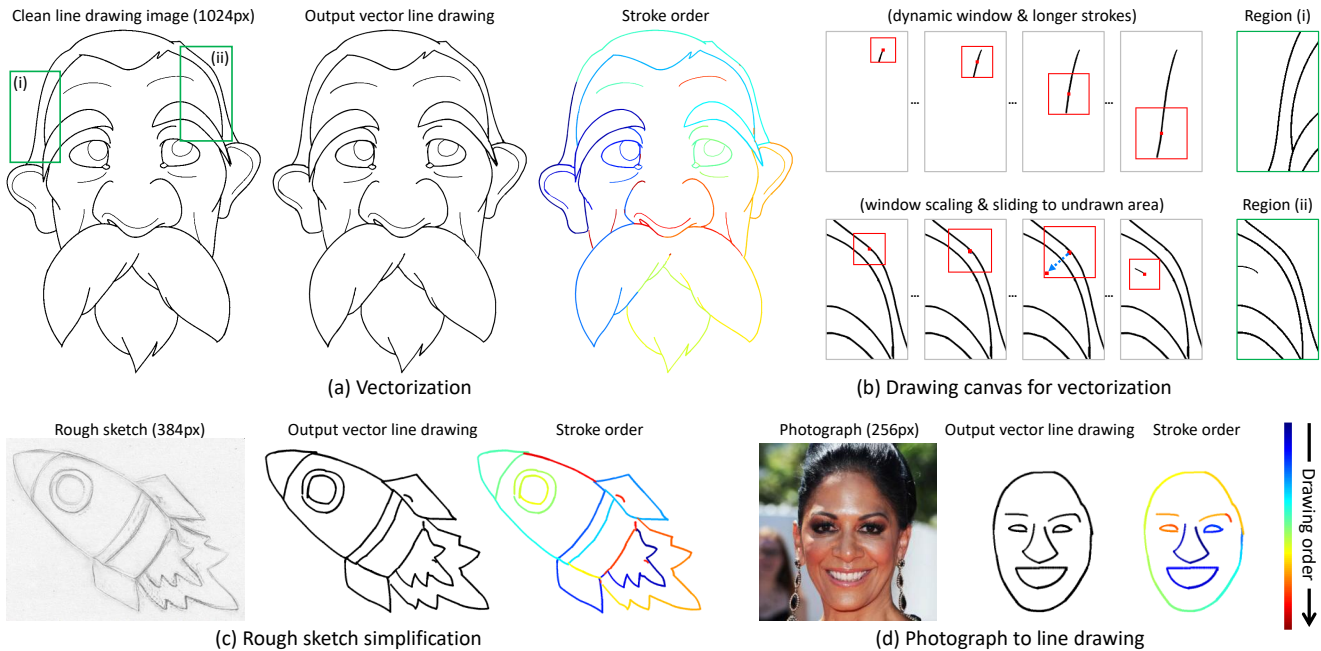 Clean line drawing image (1024px)
Output vector line drawing
Stroke order
(i)
(ii)
(a) Vectorization
(dynamic window & longer strokes)
Region (i)
...
...
...
(window scaling & sliding to undrawn area)
Region (ii)
...
...
...
(b) Drawing canvas for vectorization
Rough sketch (384px)
Output vector line drawing
Stroke order
(c) Rough sketch simplification
Photograph (256px)
Output vector line drawing
Stroke order
Drawing order
(d) Photograph to line drawing